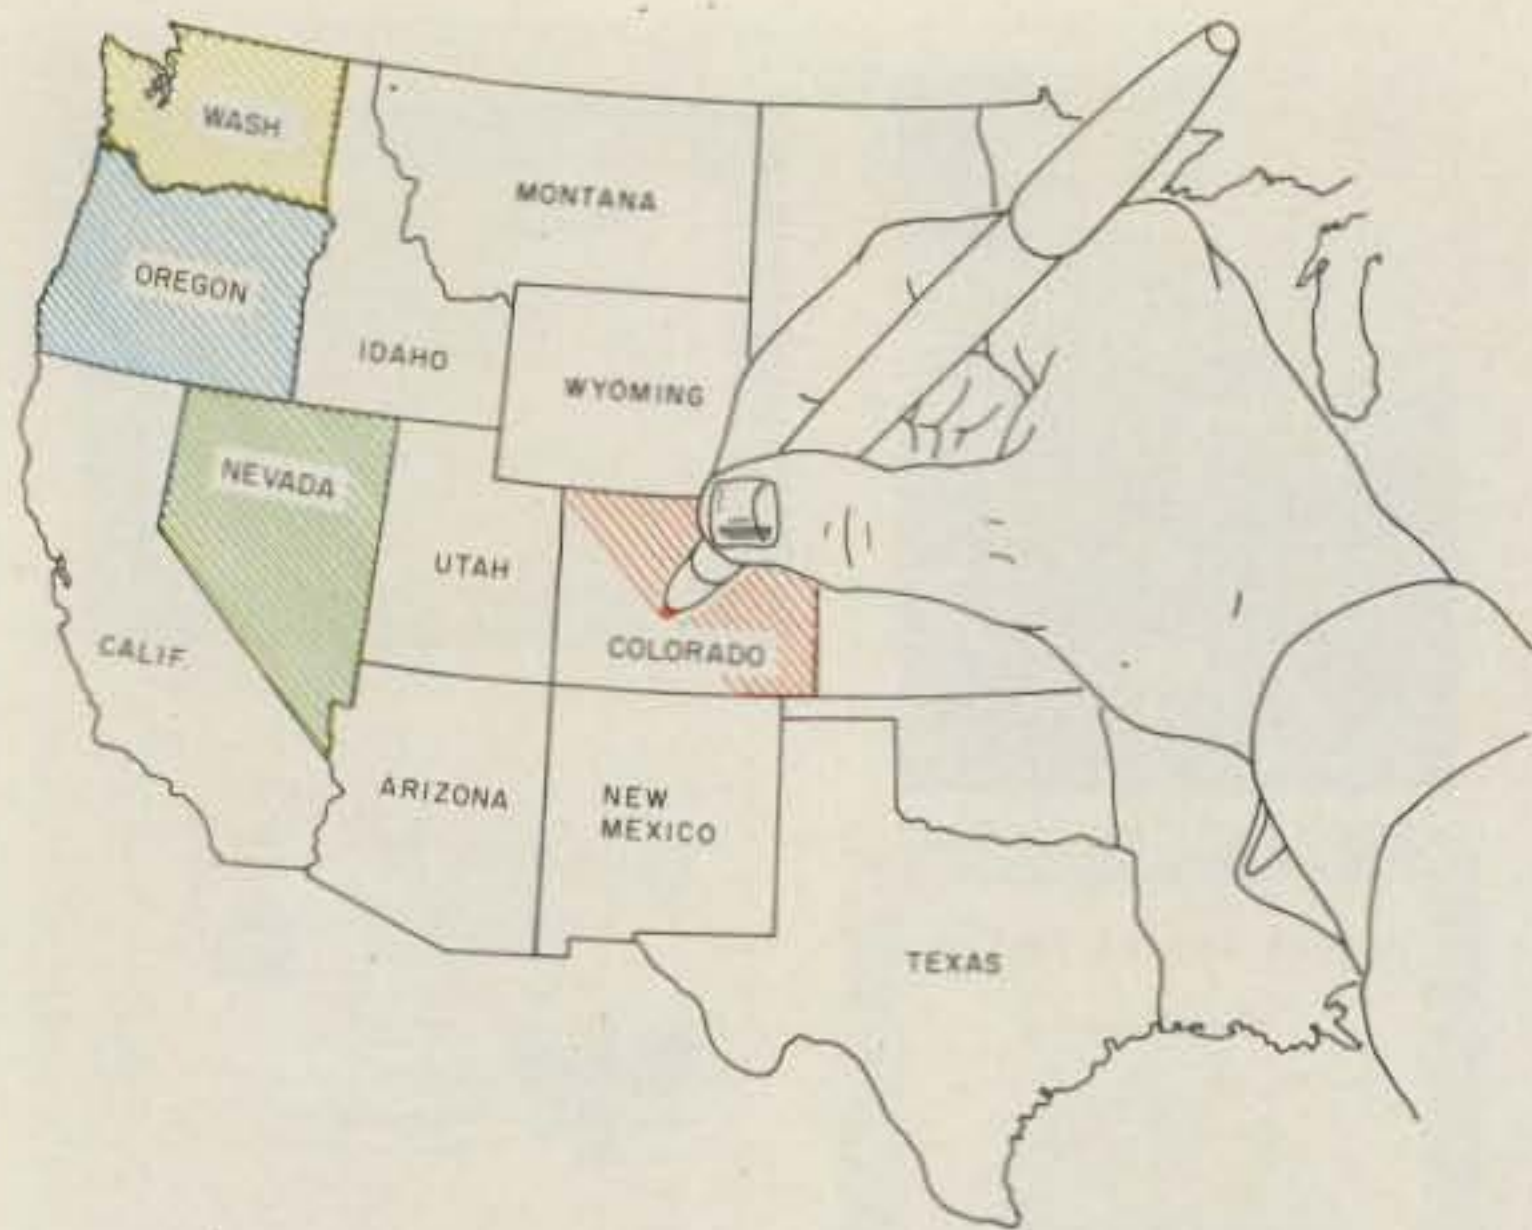 WASH
MONTANA
OREGON
IDAHO
WYOMING
NEVADA
UTAH
CALIF.
COLORADO
ARIZONA
NEW
MEXICO
TEXAS